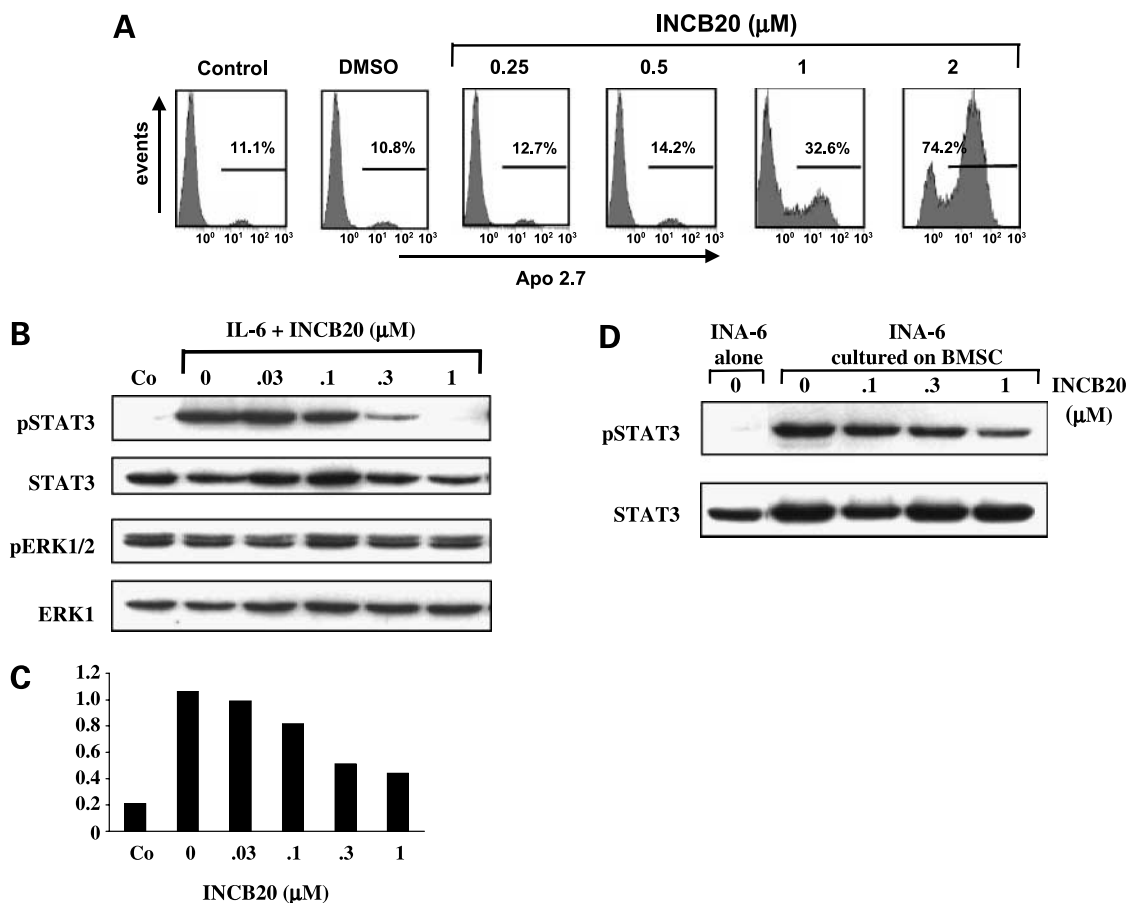 A
INCB20 (μM)
Control DMSO 0.25 0.5 1 2
events
11.1% 10.8% 12.7% 14.2% 32.6% 74.2%
10⁰ 10¹ 10² 10³ 10⁰ 10¹ 10² 10³ 10⁰ 10¹ 10² 10³ 10⁰ 10¹ 10² 10³ 10⁰ 10¹ 10² 10³ 10⁰ 10¹ 10² 10³
Apo 2.7
B
IL-6 + INCB20 (μM)
Co 0 .03 .1 .3 1
pSTAT3
STAT3
pERK1/2
ERK1
C
1.2
1.0
0.8
0.6
0.4
0.2
0
Co 0 .03 .1 .3 1
INCB20 (μM)
D
INA-6
alone
INA-6
cultured on BMSC
0 0 .1 .3 1 INCB20
(μM)
pSTAT3
STAT3